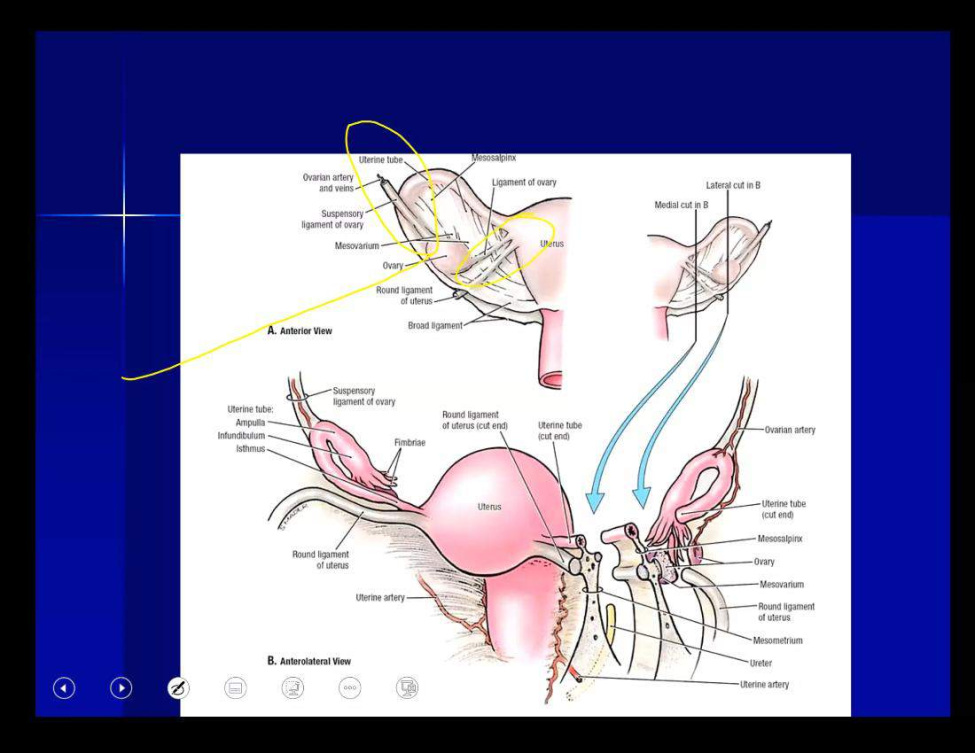 Uterine tube
Mesosalpinx
Ovarian artery
and veins
Ligament of ovary
Suspensory
ligament of ovary
Mesovarium
Uterus
Ovary
Round ligament
of uterus
Broad ligament
A. Anterior View
Lateral cut in B
Medial cut in B
Suspensory
ligament of ovary
Uterine tube:
Ampulla
Infundibulum
Isthmus
Fimbriae
Round ligament
of uterus (cut end)
Uterine tube
(cut end)
Uterus
Round ligament
of uterus
Uterine artery
Ovarian artery
Uterine tube
(cut end)
Mesosalpinx
Ovary
Mesovarium
Round ligament
of uterus
Mesometrium
Ureter
Uterine artery
B. Anterolateral View